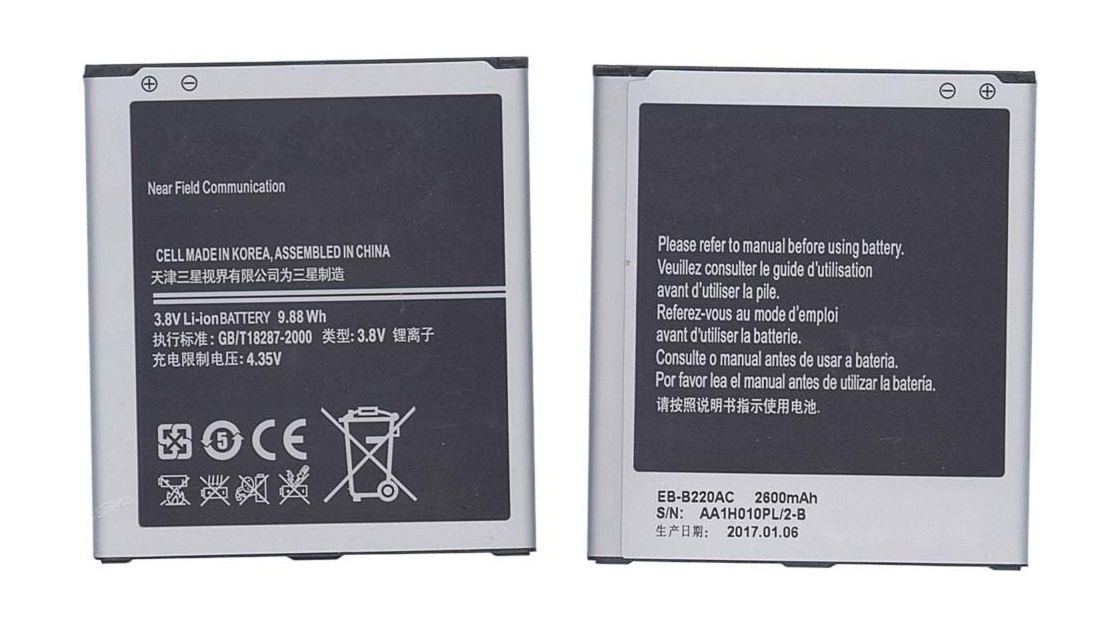 ⊕ ⊖
Near Field Communication
CELL MADE IN KOREA, ASSEMBLED IN CHINA
天津三星视界有限公司为三星制造
3.8V Li-ion BATTERY 9.88 Wh
执行标准: GB/T18287-2000 类型: 3.8V 锂离子
充电限制电压: 4.35V
5 CE
⊖ ⊕
Please refer to manual before using battery.
Veuillez consulter le guide d'utilisation
avant d'utiliser la pile.
Referez-vous au mode d'emploi
avant d'utiliser la batterie.
Consulte o manual antes de usar a bateria.
Por favor lea el manual antes de utilizar la batería.
请按照说明书指示使用电池.
EB-B220AC 2600mAh
S/N: AA1H010PL/2-B
生产日期: 2017.01.06